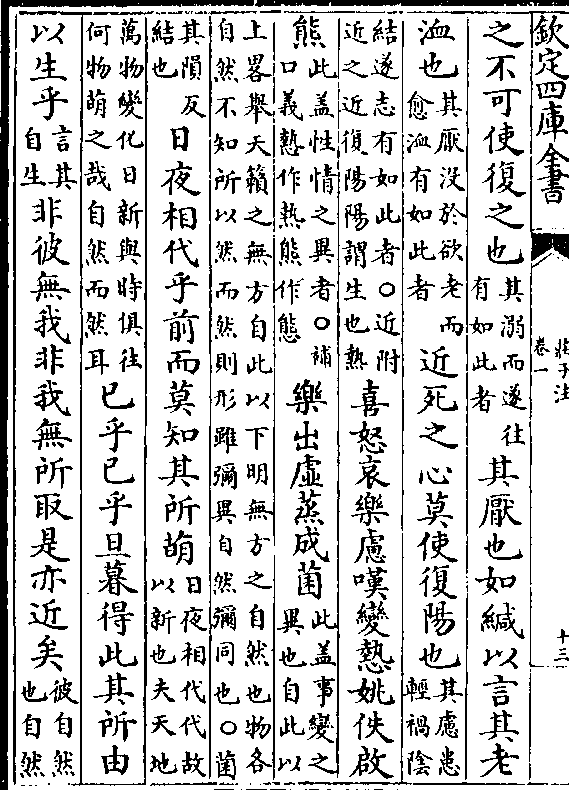 欽定四庫全書
莊子注
卷一
十三
之不可使復之也其溺而遂往有如此者其厭也如緘以言其老
洫也其厭沒於欲老而愈洫有如此者近死之心莫使復陽也其慮患輕禍陰
結遂志有如此者○近附近之近復陽陽謂生也慹喜怒哀樂慮嘆變慹姚佚啟
熊此盖性情之異者○補口義慹作熱熊作態樂出虛蒸成菌此盖事變之異也自此以
上畧舉天籟之無方自此以下明無方之自然也物各自然不知所以然而然則形雖彌異自然彌同也○菌
其隕反結也日夜相代乎前而莫知其所萌日夜相代代故以新也夫天地
萬物變化日新與時俱往何物萌之哉自然而然耳已乎已乎旦暮得此其所由
以生乎言其自生非彼無我非我無所取是亦近矣彼自然也自然